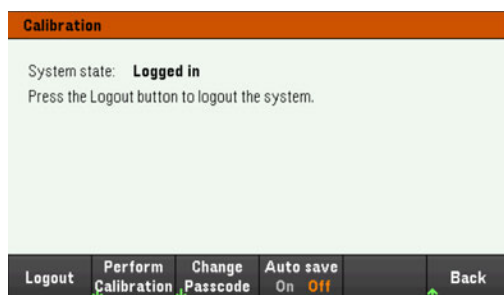 Calibration
System state: Logged in
Press the Logout button to logout the system.
Logout Perform Calibration Change Passcode Auto save On Off Back